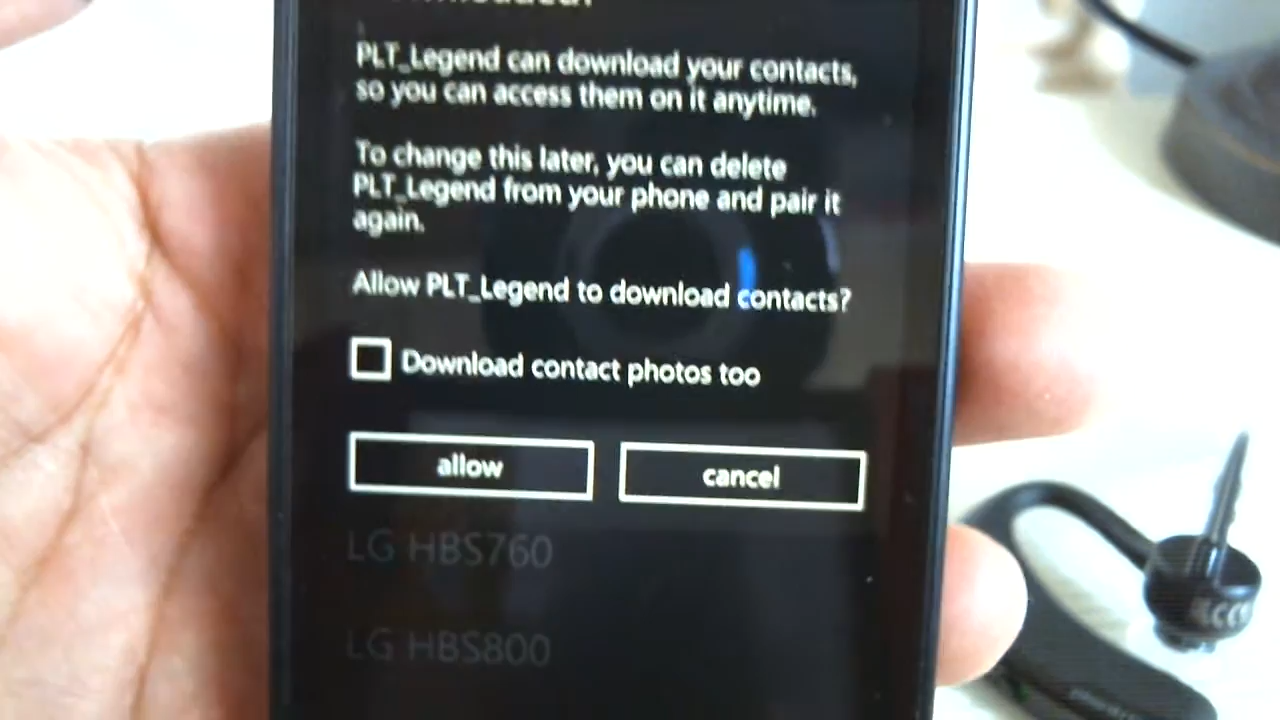 PLT_Legend can download your contacts,
so you can access them on it anytime.
To change this later, you can delete
PLT_Legend from your phone and pair it
again.
Allow PLT_Legend to download contacts?
Download contact photos too
allow
cancel
LG HBS760
LG HBS800